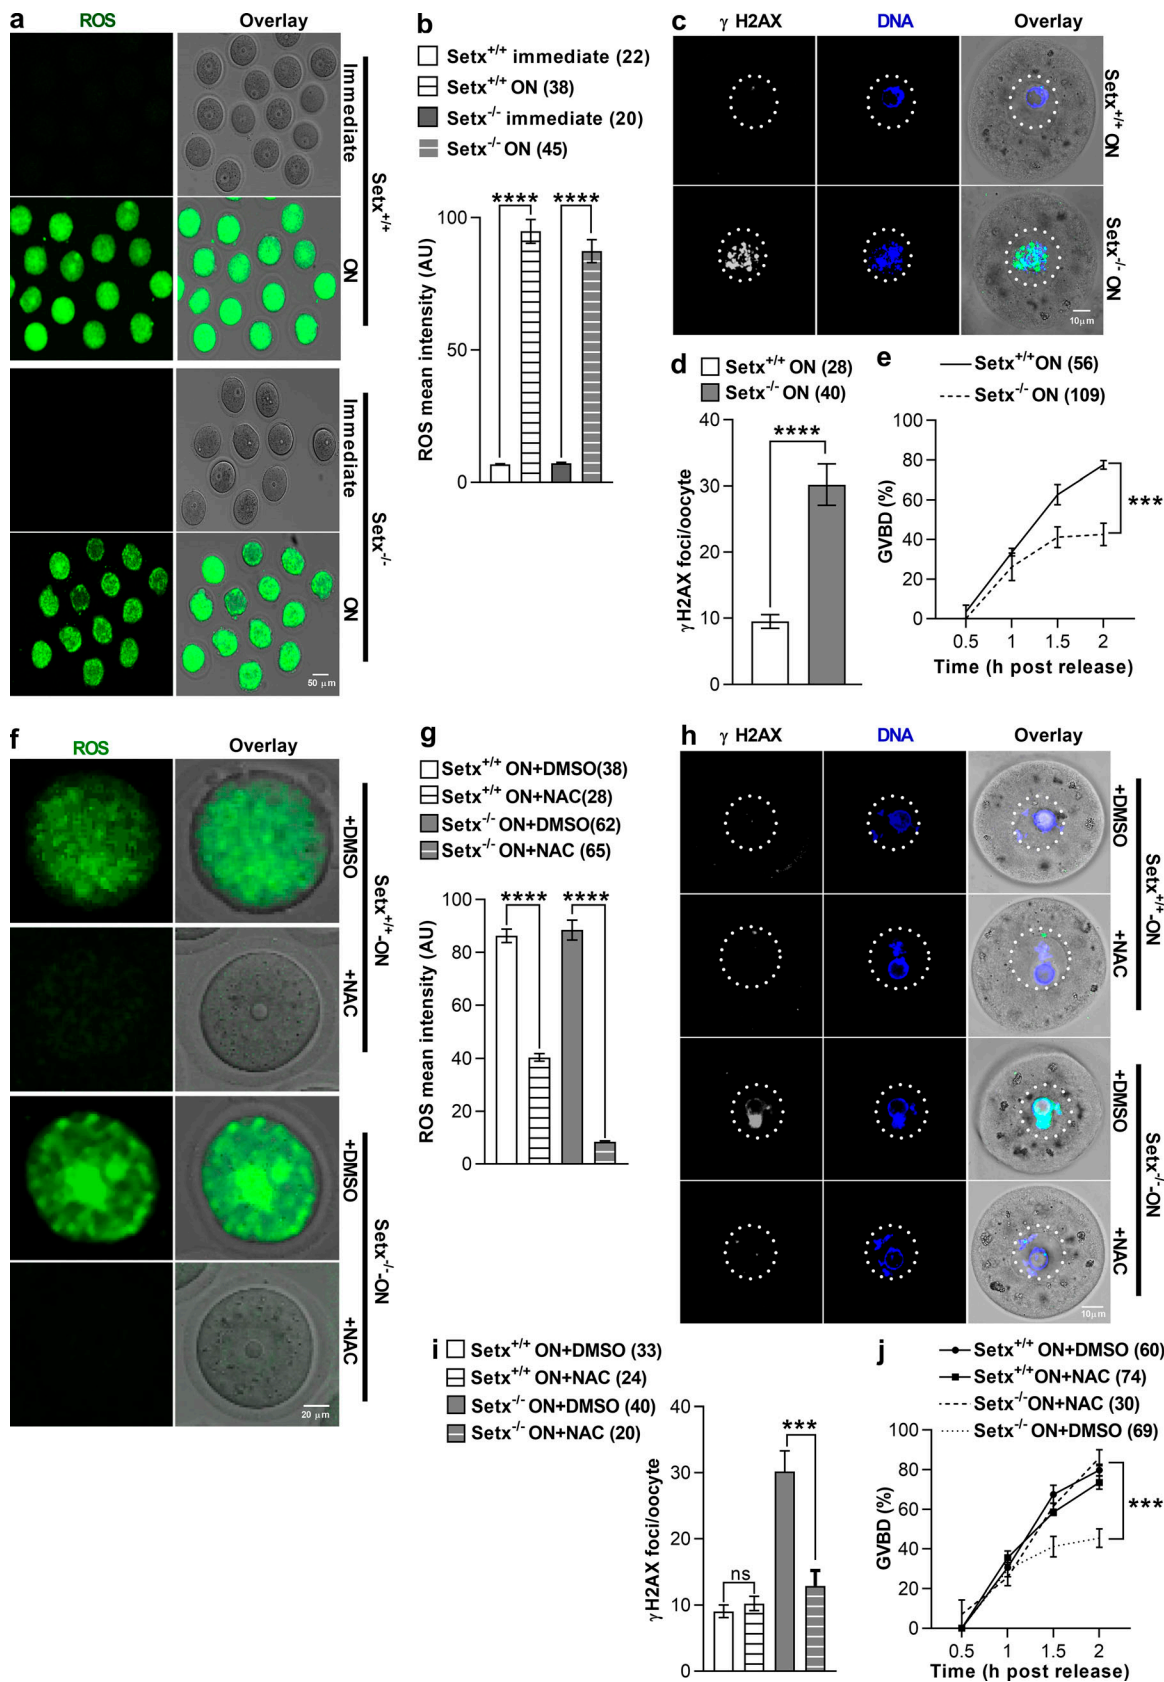 a
ROS
Overlay
Immediate
ON
Setx+/+
Immediate
ON
Setx-/-
50 μm
b
Setx+/+ immediate (22)
Setx+/+ ON (38)
Setx-/- immediate (20)
Setx-/- ON (45)
**** ****
ROS mean intensity (AU)
100
50
0
c
γ H2AX
DNA
Overlay
Setx+/+ ON
Setx-/- ON
10μm
d
Setx+/+ ON (28)
Setx-/- ON (40)
****
γH2AX foci/oocyte
40
30
20
10
0
e
Setx+/+ON (56)
Setx-/- ON (109)
GVBD (%)
100
80
60
40
20
0
***
0.5 1 1.5 2
Time (h post release)
f
ROS
Overlay
+DMSO
+NAC
Setx+/+-ON
+DMSO
+NAC
Setx-/--ON
20 μm
g
Setx+/+ ON+DMSO(38)
Setx+/+ ON+NAC(28)
Setx-/- ON+DMSO(62)
Setx-/- ON+NAC (65)
**** ****
ROS mean intensity (AU)
100
80
60
40
20
0
h
γ H2AX
DNA
Overlay
+DMSO
+NAC
Setx+/+-ON
+DMSO
+NAC
Setx-/--ON
10μm
i
Setx+/+ ON+DMSO (33)
Setx+/+ ON+NAC (24)
Setx-/- ON+DMSO (40)
Setx-/- ON+NAC (20)
γH2AX foci/oocyte
40
30
20
10
0
ns
***
j
Setx+/+ ON+DMSO (60)
Setx+/+ON+NAC (74)
Setx-/-ON+NAC (30)
Setx-/-ON+DMSO (69)
GVBD (%)
100
80
60
40
20
0
***
0.5 1 1.5 2
Time (h post release)